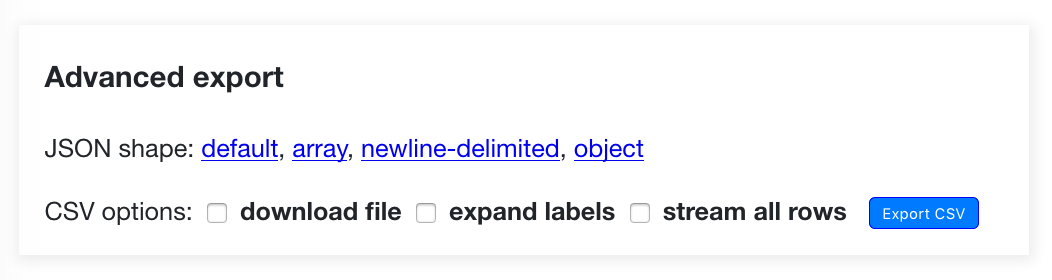 Advanced export
JSON shape: default, array, newline-delimited, object
CSV options: download file expand labels stream all rows Export CSV